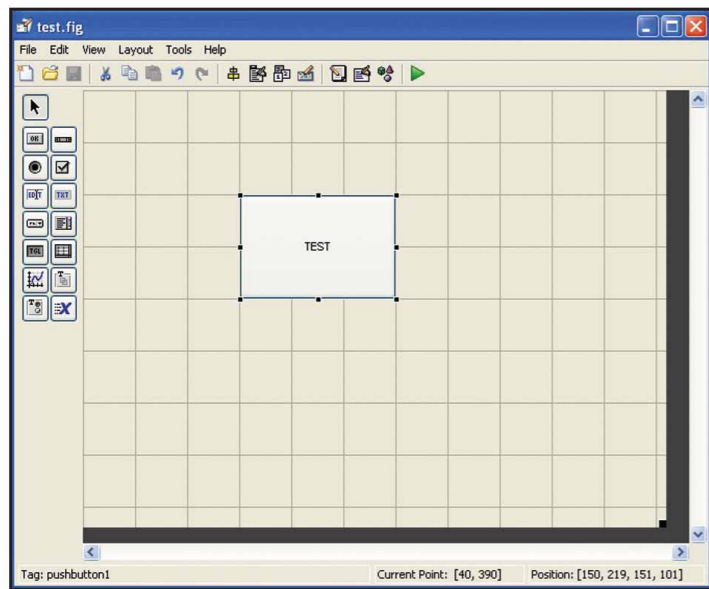 test.fig
File Edit View Layout Tools Help
OK
EDIT TXT
TGL
TEST
Tag: pushbutton1 Current Point: [40, 390] Position: [150, 219, 151, 101]